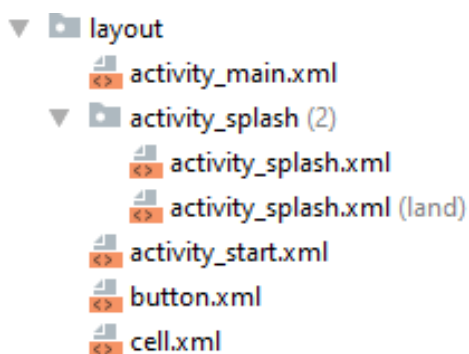 layout
activity_main.xml
activity_splash (2)
activity_splash.xml
activity_splash.xml (land)
activity_start.xml
button.xml
cell.xml